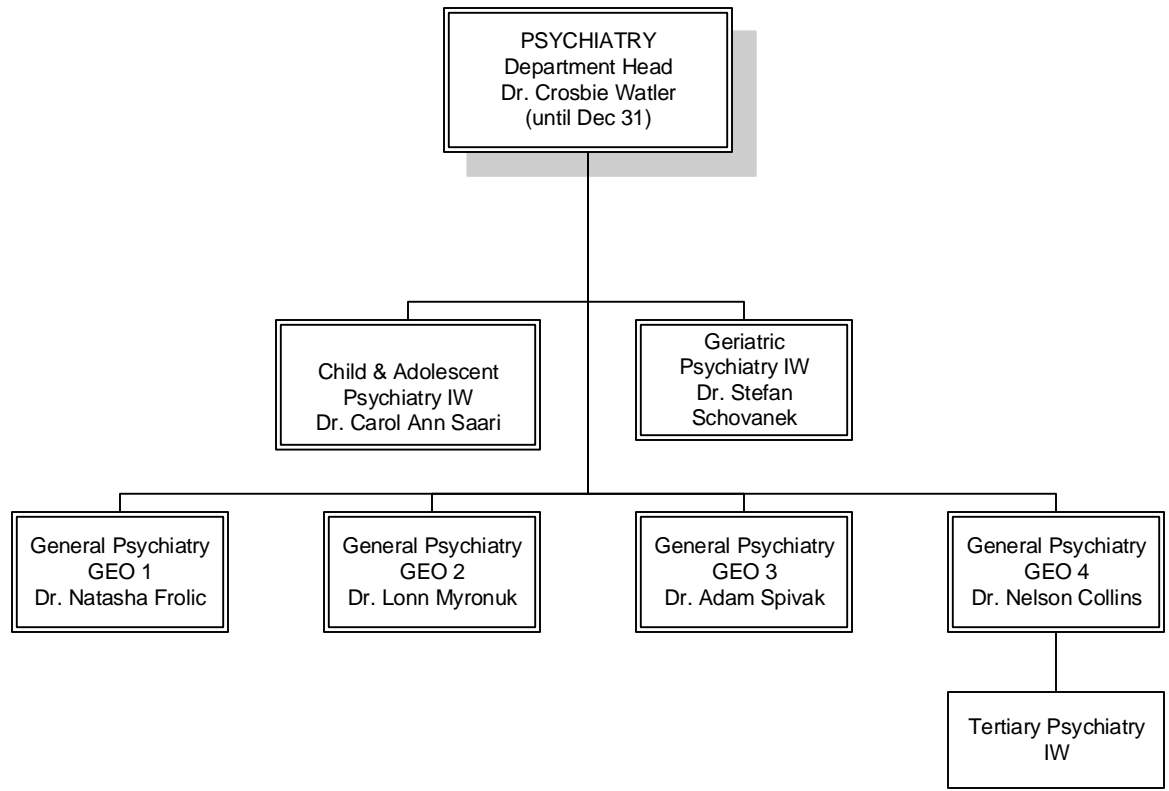 PSYCHIATRY
Department Head
Dr. Crosbie Watler
(until Dec 31)
Child & Adolescent
Psychiatry IW
Dr. Carol Ann Saari
Geriatric
Psychiatry IW
Dr. Stefan
Schovanek
General Psychiatry
GEO 1
Dr. Natasha Frolic
General Psychiatry
GEO 2
Dr. Lonn Myronuk
General Psychiatry
GEO 3
Dr. Adam Spivak
General Psychiatry
GEO 4
Dr. Nelson Collins
Tertiary Psychiatry
IW